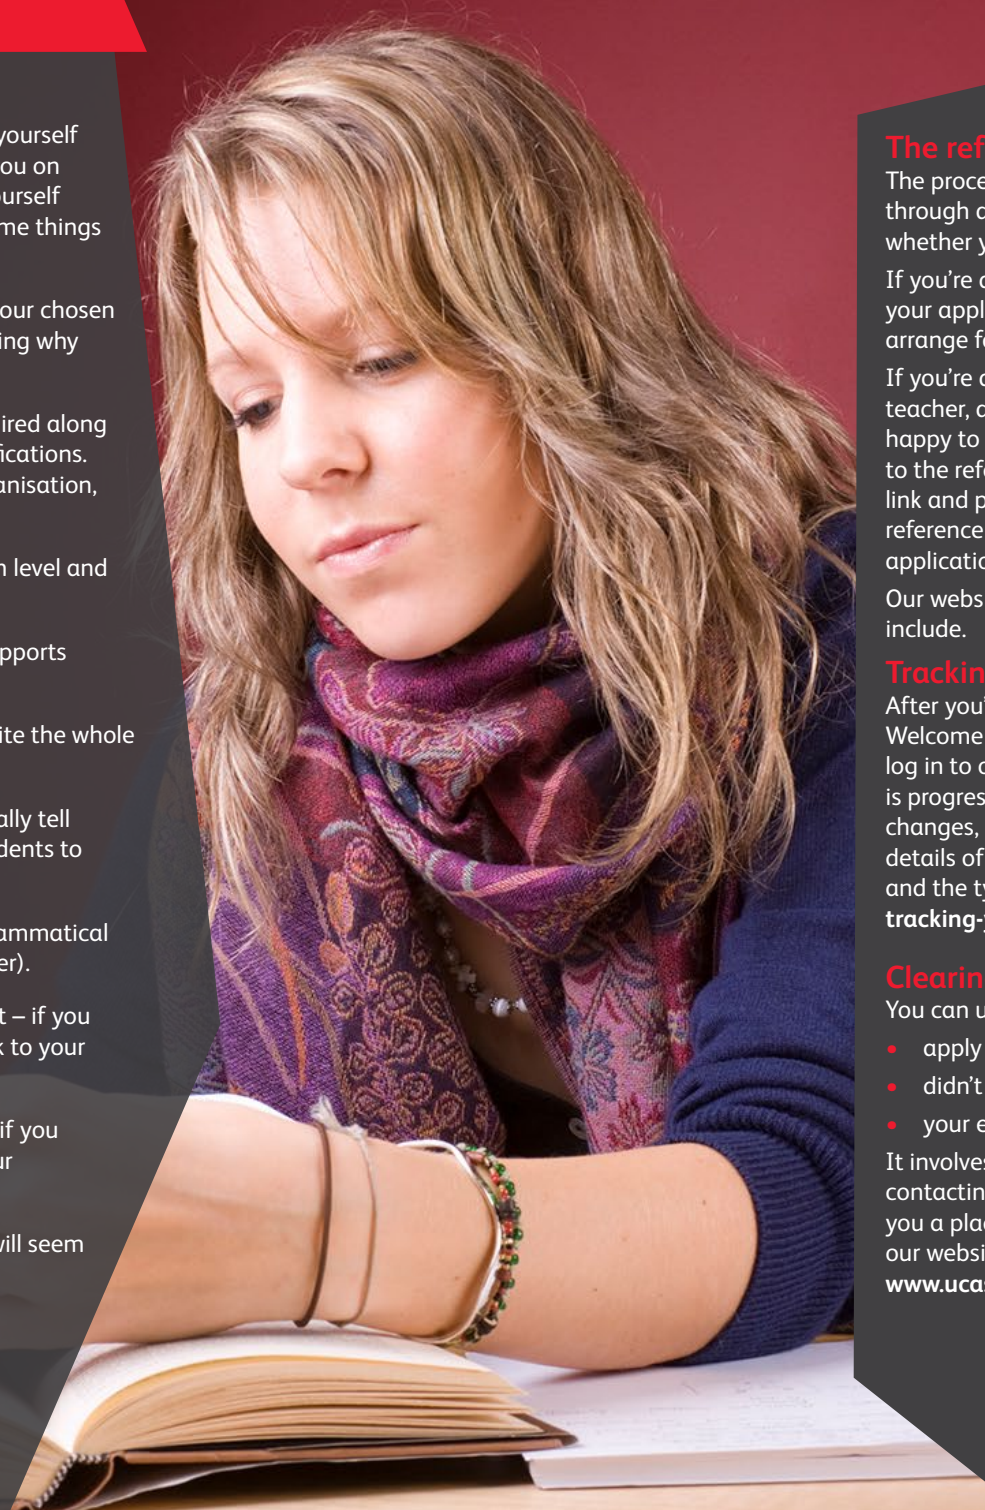 yourself
ou on
urself
me things
our chosen
ing why
ired along
fications.
anisation,
n level and
pports
ite the whole
ally tell
dents to
ammatical
er).
t – if you
k to your
if you
ur
will seem
The ref
The proce
through
whether y
If you’re
your appl
arrange f
If you’re
teacher,
happy to
to the refe
link and p
reference
applicatio
Our webs
include.
Trackin
After you’
Welcome
log in to
is progres
changes,
details of
and the ty
tracking-y
Clearin
You can u
• apply
• didn’t
• your e
It involves
contactin
you a plac
our websi
www.ucas